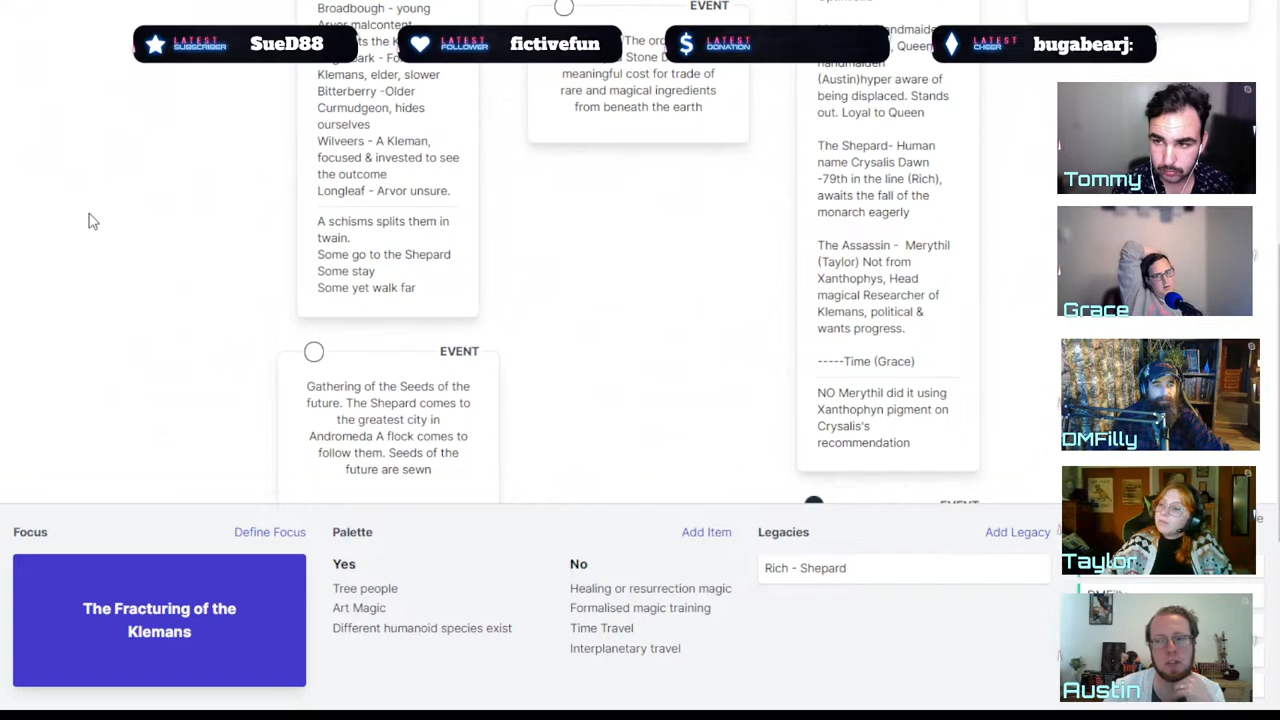 Broadbough - young
Arvor malcontent
Klemans, elder, slower
Bitterberry -Older
Curmudgeon, hides
ourselves
Wilveers - A Kleman,
focused & invested to see
the outcome
Longleaf - Arvor unsure.
A schisms splits them in
twain.
Some go to the Shepard
Some stay
Some yet walk far
EVENT
Gathering of the Seeds of the
future. The Shepard comes to
the greatest city in
Andromeda A flock comes to
follow them. Seeds of the
future are sewn
EVENT
meaningful cost for trade of
rare and magical ingredients
from beneath the earth
(Austin)hyper aware of
being displaced. Stands
out. Loyal to Queen
The Shepard- Human
name Crysalis Dawn
-79th in the line (Rich),
awaits the fall of the
monarch eagerly
The Assassin - Merythil
(Taylor) Not from
Xanthophys, Head
magical Researcher of
Klemans, political &
wants progress.
-----Time (Grace)
NO Merythil did it using
Xanthophyn pigment on
Crysalis's
recommendation
LATEST SUBSCRIBER SueD88
LATEST FOLLOWER fictivefun
LATEST DONATION
LATEST CHEER bugabearj:
Tommy
Grace
DMFilly
Taylor
Austin
Focus
Define Focus
The Fracturing of the
Klemans
Palette
Add Item
Yes
Tree people
Art Magic
Different humanoid species exist
No
Healing or resurrection magic
Formalised magic training
Time Travel
Interplanetary travel
Legacies
Add Legacy
Rich - Shepard